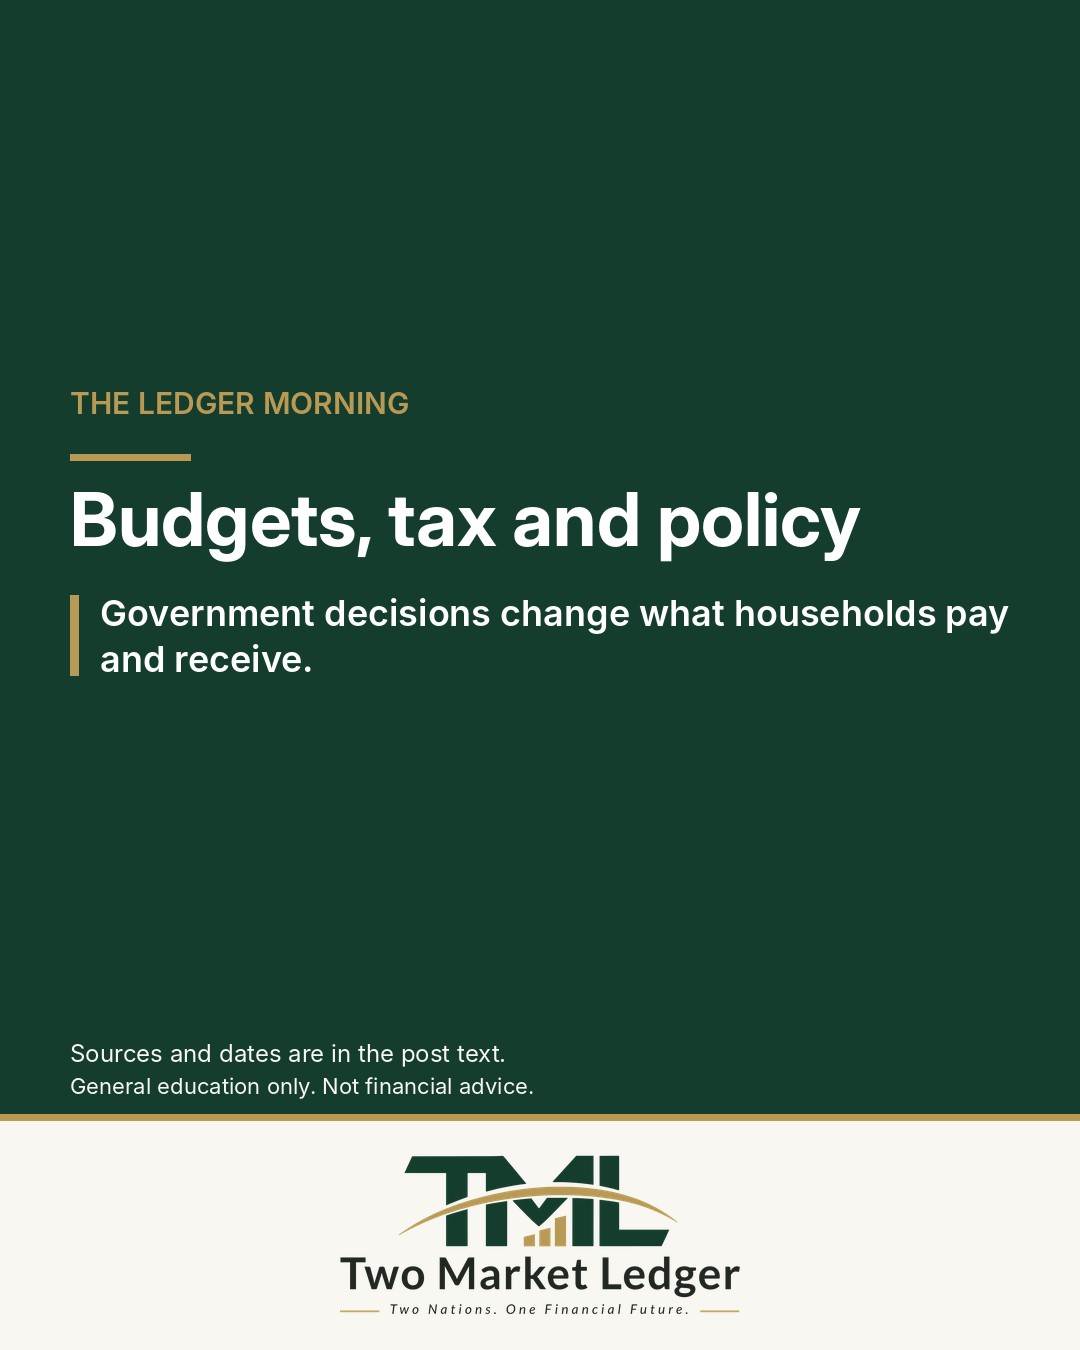 THE LEDGER MORNING
Budgets, tax and policy
Government decisions change what households pay
and receive.
Sources and dates are in the post text.
General education only. Not financial advice.
TML
Two Market Ledger
Two Nations. One Financial Future.